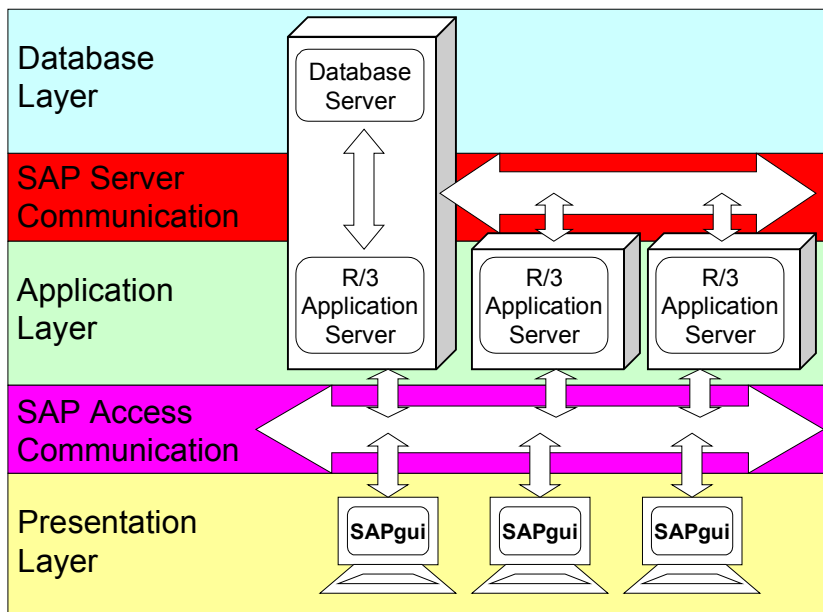 Database
Layer
Database
Server
SAP Server
Communication
Application
Layer
R/3
Application
Server
R/3
Application
Server
R/3
Application
Server
SAP Access
Communication
Presentation
Layer
SAPgui
SAPgui
SAPgui